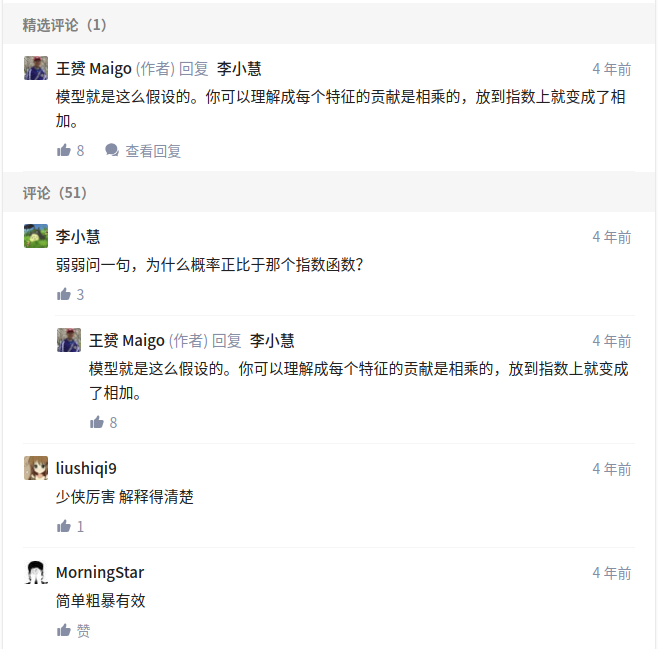 精选评论（1）
王赟 Maigo (作者) 回复 李小慧 4 年前
模型就是这么假设的。你可以理解成每个特征的贡献是相乘的，放到指数上就变成了相
加。
8 查看回复
评论（51）
李小慧 4 年前
弱弱问一句，为什么概率正比于那个指数函数？
3
王赟 Maigo (作者) 回复 李小慧 4 年前
模型就是这么假设的。你可以理解成每个特征的贡献是相乘的，放到指数上就变成
了相加。
8
liushiqi9 4 年前
少侠厉害 解释得清楚
1
MorningStar 4 年前
简单粗暴有效
赞